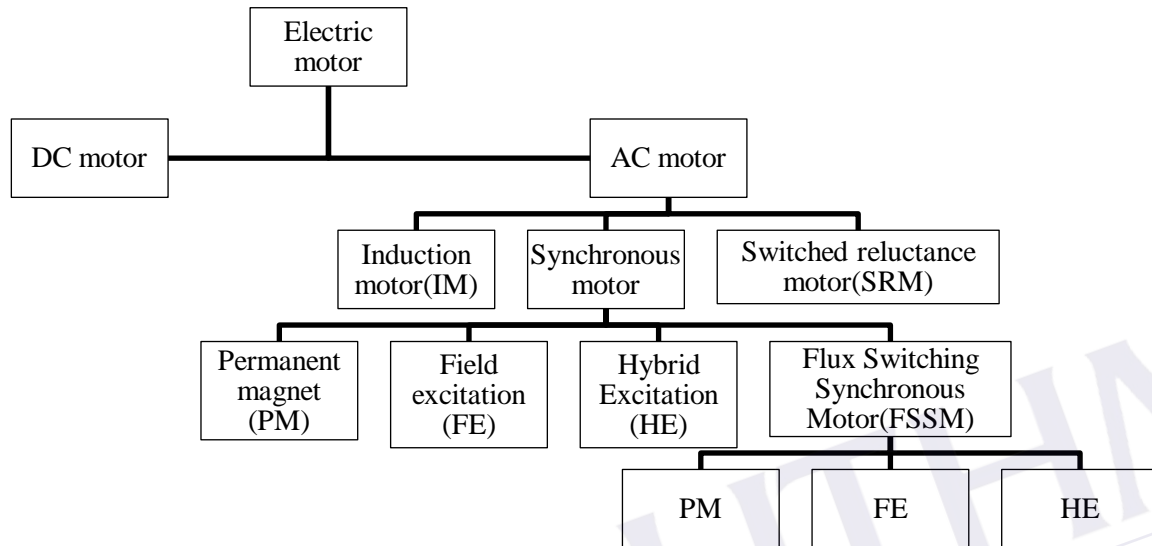 Electric
motor
DC motor
AC motor
Induction
motor(IM)
Synchronous
motor
Switched reluctance
motor(SRM)
Permanent
magnet
(PM)
Field
excitation
(FE)
Hybrid
Excitation
(HE)
Flux Switching
Synchronous
Motor(FSSM)
PM
FE
HE
UTHM